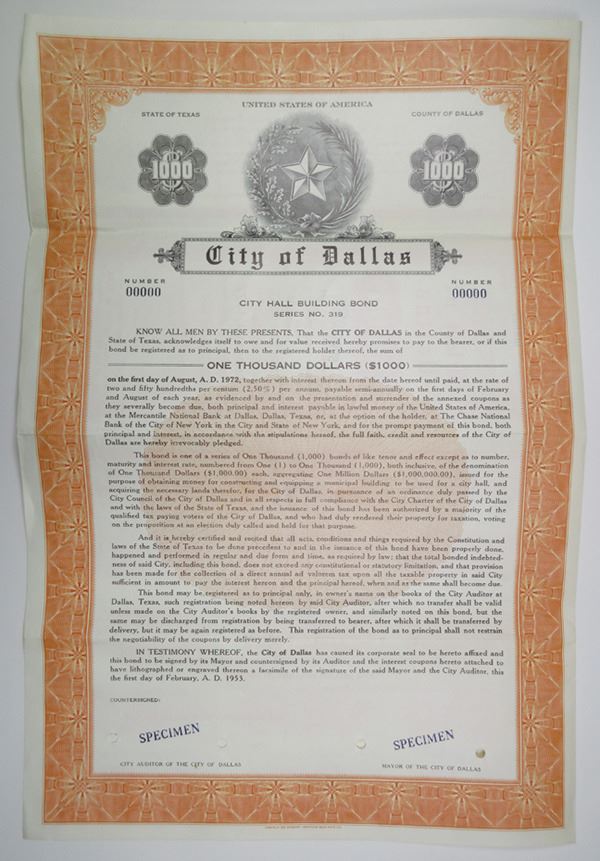 UNITED STATES OF AMERICA
STATE OF TEXAS
COUNTY OF DALLAS
1000
1000
City of Dallas
NUMBER
00000
NUMBER
00000
CITY HALL BUILDING BOND
SERIES NO. 319
KNOW ALL MEN BY THESE PRESENTS, That the CITY OF DALLAS in the County of Dallas and
State of Texas, acknowledges itself to owe and for value received hereby promises to pay to the bearer, or if this
bond be registered as to principal, then to the registered holder thereof, the sum of
ONE THOUSAND DOLLARS ($1000)
on the first day of August, A. D. 1972, together with interest thereon from the date hereof until paid, at the rate of
two and fifty hundredths per centum (2.50%) per annum, payable semi-annually on the first days of February
and August of each year, as evidenced by and on the presentation and surrender of the annexed coupons as
they severally become due, both principal and interest payable in lawful money of the United States of America,
at the Mercantile National Bank at Dallas, Dallas, Texas, or, at the option of the holder, at The Chase National
Bank of the City of New York in the City and State of New York, and for the prompt payment of this bond, both
principal and interest, in accordance with the stipulations hereof, the full faith, credit and resources of the City of
Dallas are hereby irrevocably pledged.
This bond is one of a series of One Thousand (1,000) bonds of like tenor and effect except as to number,
maturity and interest rate, numbered from One (1) to One Thousand (1,000), both inclusive, of the denomination
of One Thousand Dollars ($1,000.00) each, aggregating One Million Dollars ($1,000,000.00), issued for the
purpose of obtaining money for constructing and equipping a municipal building to be used for a city hall, and
acquiring the necessary lands therefor, for the City of Dallas, in pursuance of an ordinance duly passed by the
City Council of the City of Dallas and in all respects in full compliance with the City Charter of the City of Dallas
and with the laws of the State of Texas, and the issuance of this bond has been authorized by a majority of the
qualified tax paying voters of the City of Dallas, and who had duly rendered their property for taxation, voting
on the proposition at an election duly called and held for that purpose.
And it is hereby certified and recited that all acts, conditions and things required by the Constitution and
laws of the State of Texas to be done precedent to and in the issuance of this bond have been properly done,
happened and performed in regular and due form and time, as required by law; that the total bonded indebted-
ness of said City, including this bond, does not exceed any constitutional or statutory limitation, and that provision
has been made for the collection of a direct annual ad valorem tax upon all the taxable property in said City
sufficient in amount to pay the interest hereon and the principal hereof, when and as the same shall become due.
This bond may be registered as to principal only, in owner's name on the books of the City Auditor at
Dallas, Texas, such registration being noted hereon by said City Auditor, after which no transfer shall be valid
unless made on the City Auditor's books by the registered owner, and similarly noted on this bond, but the
same may be discharged from registration by being transferred to bearer, after which it shall be transferred by
delivery, but it may be again registered as before. This registration of the bond as to principal shall not restrain
the negotiability of the coupons by delivery merely.
IN TESTIMONY WHEREOF, the City of Dallas has caused its corporate seal to be hereto affixed and
this bond to be signed by its Mayor and countersigned by its Auditor and the interest coupons hereto attached to
have lithographed or engraved thereon a facsimile of the signature of the said Mayor and the City Auditor, this
the first day of February, A. D. 1953.
COUNTERSIGNED:
SPECIMEN
SPECIMEN
CITY AUDITOR OF THE CITY OF DALLAS
MAYOR OF THE CITY OF DALLAS